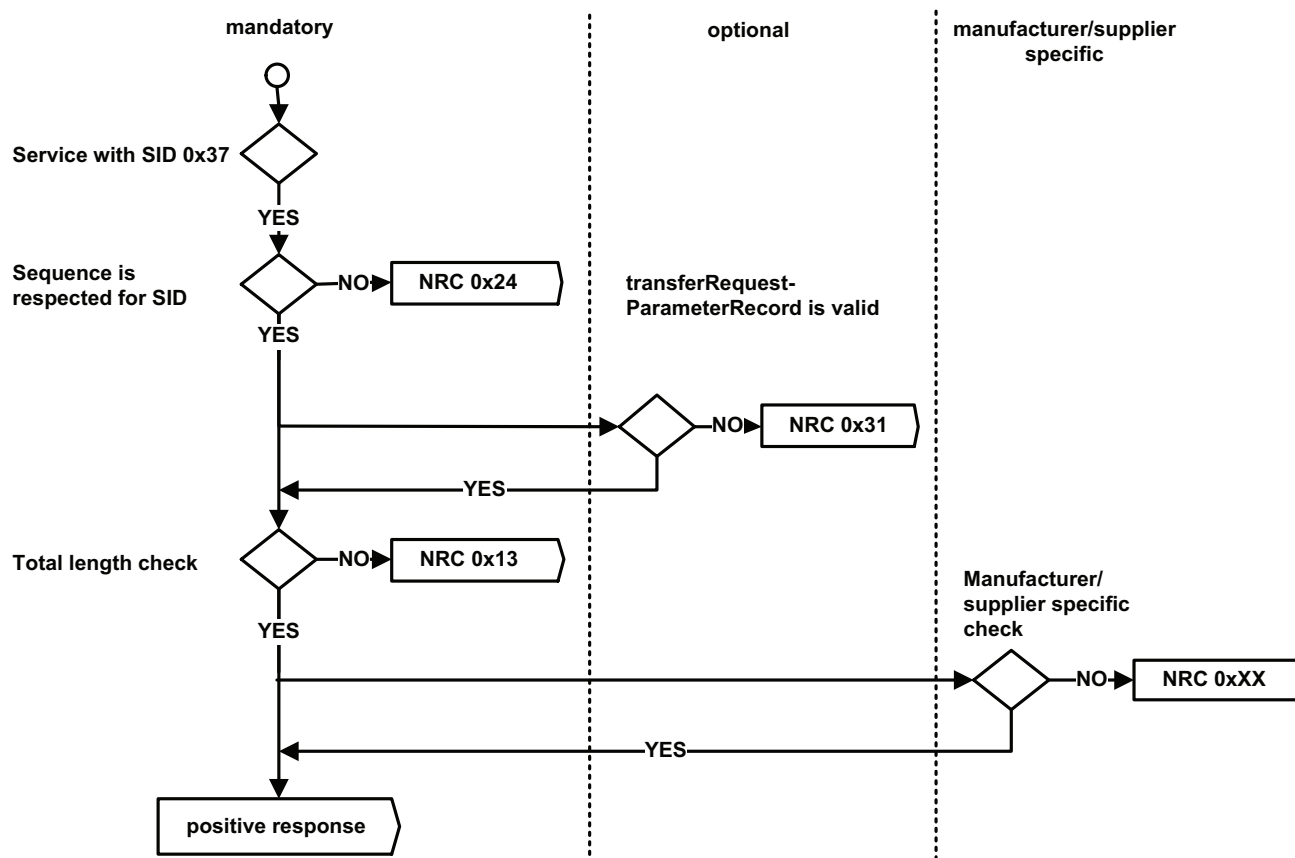 mandatory
optional
manufacturer/supplier
specific
Service with SID 0x37
YES
Sequence is
respected for SID
NO
NRC 0x24
YES
transferRequest-
ParameterRecord is valid
NO
NRC 0x31
YES
Total length check
NO
NRC 0x13
YES
Manufacturer/
supplier specific
check
NO
NRC 0xXX
YES
positive response